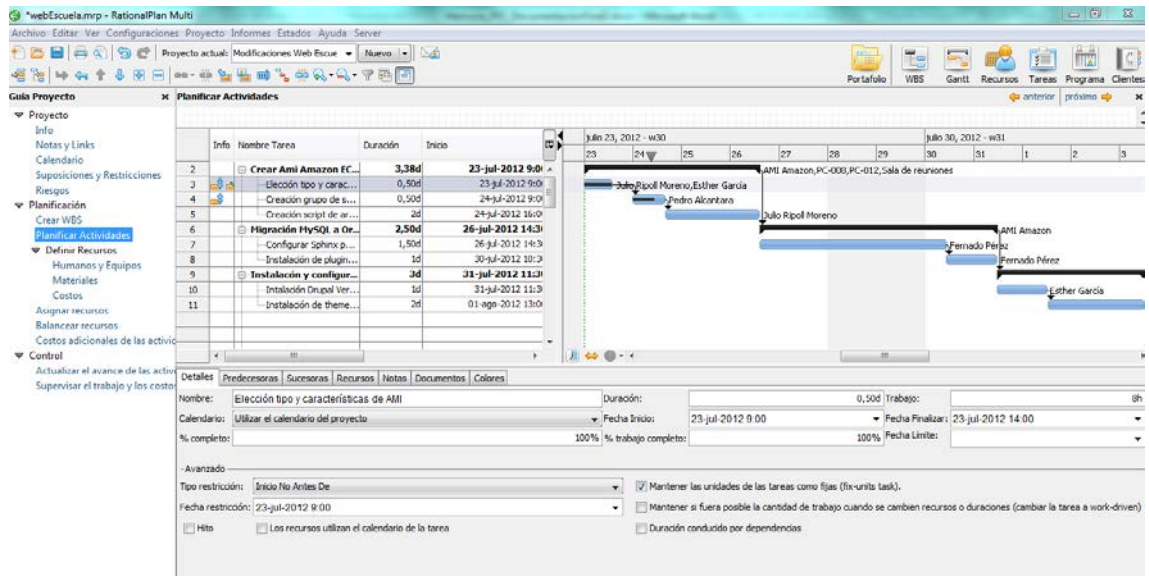 *webEscuela.mrp - RationalPlan Multi
Archivo Editar Ver Configuraciones Proyecto Informes Estados Ayuda Server
Proyecto actual: Modificaciones Web Escue Nuevo
Portafolio WBS Gantt Recursos Tareas Programa Clientes
Guía Proyecto
Planificar Actividades
anterior próximo
Proyecto
Info
Notas y Links
Calendario
Suposiciones y Restricciones
Riesgos
Planificación
Crear WBS
Planificar Actividades
Definir Recursos
Humanos y Equipos
Materiales
Costos
Asignar recursos
Balancear recursos
Costos adicionales de las activic
Control
Actualizar el avance de las activi
Supervisar el trabajo y los costo
Info Nombre Tarea Duración Inicio
2 Crear Ami Amazon EC... 3,38d 23-jul-2012 9:0
3 Elección tipo y carac... 0,50d 23-jul-2012 9:0
4 Creación grupo de s... 0,50d 24-jul-2012 9:0
5 Creación script de ar... 2d 24-jul-2012 16:0
6 Migración MySQL a Or... 2,50d 26-jul-2012 14:3
7 Configurar Sphinx p... 1,50d 26-jul-2012 14:3
8 Instalación de plugin... 1d 30-jul-2012 10:3
9 Instalacón y configur... 3d 31-jul-2012 11:3
10 Intalación Drupal Ver... 1d 31-jul-2012 11:3
11 Instalación de theme... 2d 01-ago-2012 13:0
julio 23, 2012 - w30 julio 30, 2012 - w31
23 24 25 26 27 28 29 30 31 1 2 3
AMI Amazon,PC-008,PC-012,Sala de reuniones
Julio Ripoll Moreno,Esther García
Pedro Alcantara
Julio Ripol Moreno
AMI Amazon
Fernado Pérez
Fernado Pérez
Esther García
Detalles Predecesoras Sucesoras Recursos Notas Documentos Colores
Nombre: Elección tipo y características de AMI Duración: 0,50d Trabajo: 8h
Calendario: Utilizar el calendario del proyecto Fecha Inicio: 23-jul-2012 9:00 Fecha Finalizar: 23-jul-2012 14:00
% completo: 100% % trabajo completo: 100% Fecha Límite:
Avanzado
Tipo restricción: Inicio No Antes De Mantener las unidades de las tareas como fijas (fix-units task).
Fecha restricción: 23-jul-2012 9:00 Mantener si fuera posible la cantidad de trabajo cuando se cambien recursos o duraciones (cambiar la tarea a work-driven)
Hito Los recursos utilizan el calendario de la tarea Duración conducido por dependencias